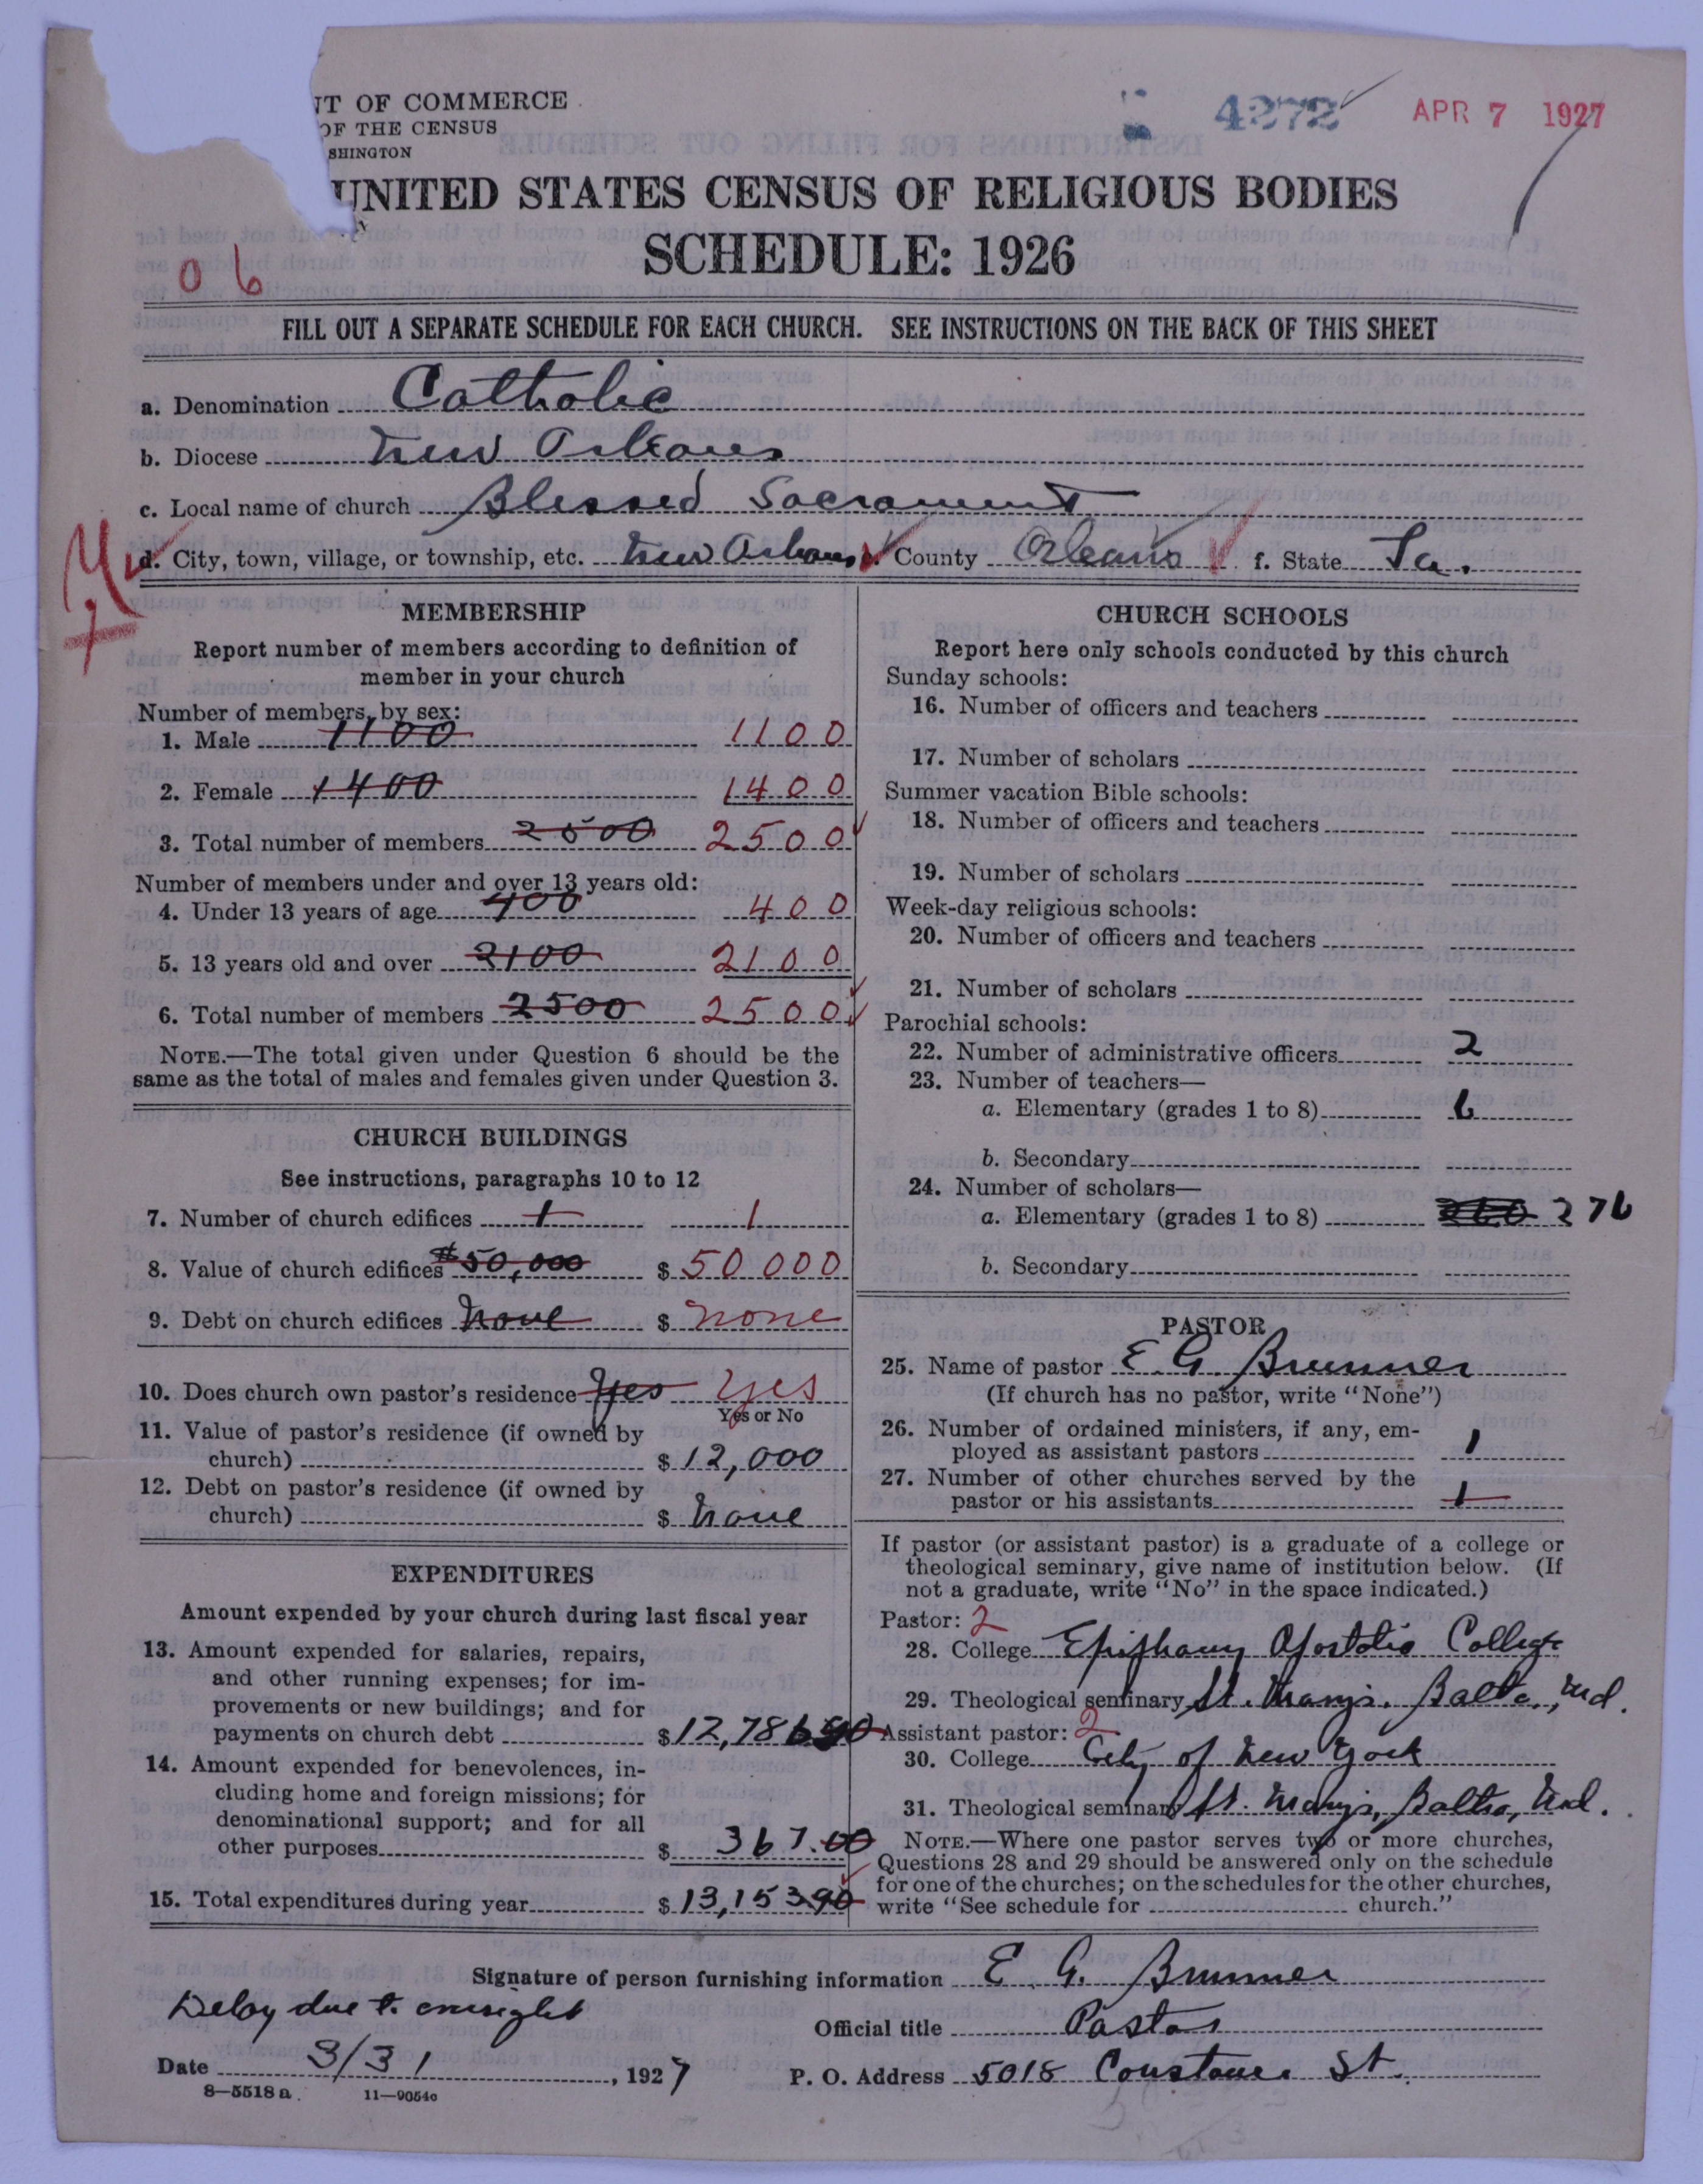 NT OF COMMERCE
OF THE CENSUS
SHINGTON
4272
APR 7 1927
UNITED STATES CENSUS OF RELIGIOUS BODIES
SCHEDULE: 1926
0 6
FILL OUT A SEPARATE SCHEDULE FOR EACH CHURCH. SEE INSTRUCTIONS ON THE BACK OF THIS SHEET
a. Denomination Catholic
b. Diocese New Orleans
c. Local name of church Blessed Sacrament
d. City, town, village, or township, etc. New Orleans County Orleans f. State La.
MEMBERSHIP
Report number of members according to definition of
member in your church
Number of members, by sex:
1. Male 1100 1100
2. Female 1400 1400
3. Total number of members 2500 2500
Number of members under and over 13 years old:
4. Under 13 years of age 400 400
5. 13 years old and over 2100 2100
6. Total number of members 2500 2500
NOTE.—The total given under Question 6 should be the
same as the total of males and females given under Question 3.
CHURCH BUILDINGS
See instructions, paragraphs 10 to 12
7. Number of church edifices 1 1
8. Value of church edifices $50,000 $ 50 000
9. Debt on church edifices None $ none
10. Does church own pastor's residence Yes Yes
Yes or No
11. Value of pastor's residence (if owned by
church) $ 12,000
12. Debt on pastor's residence (if owned by
church) $ None
EXPENDITURES
Amount expended by your church during last fiscal year
13. Amount expended for salaries, repairs,
and other running expenses; for im-
provements or new buildings; and for
payments on church debt $ 12,786.90
14. Amount expended for benevolences, in-
cluding home and foreign missions; for
denominational support; and for all
other purposes $ 367.00
15. Total expenditures during year $ 13,153.90
CHURCH SCHOOLS
Report here only schools conducted by this church
Sunday schools:
16. Number of officers and teachers
17. Number of scholars
Summer vacation Bible schools:
18. Number of officers and teachers
19. Number of scholars
Week-day religious schools:
20. Number of officers and teachers
21. Number of scholars
Parochial schools:
22. Number of administrative officers 2
23. Number of teachers—
a. Elementary (grades 1 to 8) 6
b. Secondary
24. Number of scholars—
a. Elementary (grades 1 to 8) 276
b. Secondary
PASTOR
25. Name of pastor E. G. Brunner
(If church has no pastor, write "None")
26. Number of ordained ministers, if any, em-
ployed as assistant pastors 1
27. Number of other churches served by the
pastor or his assistants 1
If pastor (or assistant pastor) is a graduate of a college or
theological seminary, give name of institution below. (If
not a graduate, write "No" in the space indicated.)
Pastor: 2
28. College Epiphany Apostolic College
29. Theological seminary St. Mary's, Balto., Md.
Assistant pastor: 2
30. College City of New York
31. Theological seminary St. Mary's, Balto, Md.
NOTE.—Where one pastor serves two or more churches,
Questions 28 and 29 should be answered only on the schedule
for one of the churches; on the schedules for the other churches,
write "See schedule for church."
Signature of person furnishing information E. G. Brunner
Delay due to oversight
Official title Pastor
Date 3/31, 1927 P. O. Address 5018 Constance St.
8—5518 a 11—9054c